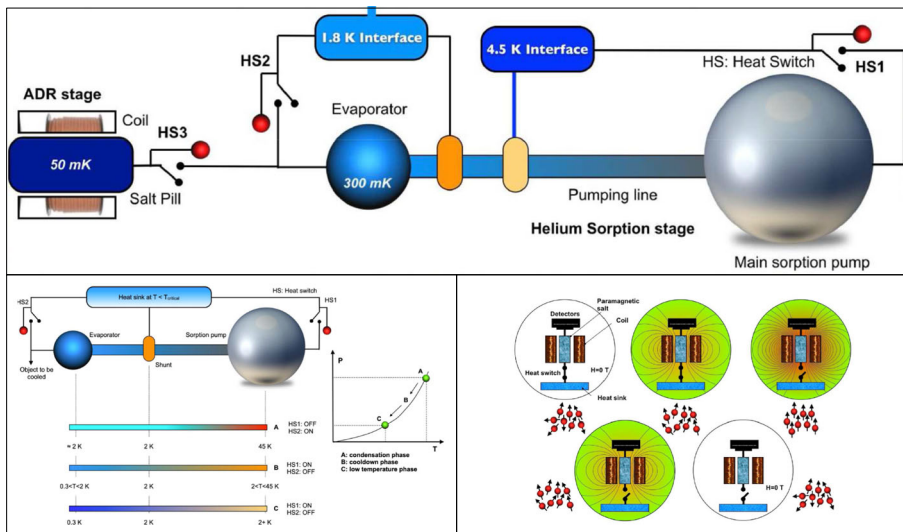 1.8 K Interface
4.5 K Interface
HS2
HS: Heat Switch
HS1
ADR stage
Coil
HS3
Evaporator
50 mK
300 mK
Salt Pill
Pumping line
Helium Sorption stage
Main sorption pump
Heat sink at T < Tcritical
HS: Heat switch
HS2
HS1
Evaporator
Sorption pump
Object to be
cooled
Shunt
P
A
B
C
T
A: condensation phase
B: cooldown phase
C: low temperature phase
A
HS1: OFF
HS2: ON
≈ 2 K
2 K
45 K
B
HS1: ON
HS2: OFF
0.3<T<2 K
2 K
2<T<45 K
C
HS1: ON
HS2: OFF
0.3 K
2 K
2+ K
Detectors
Paramagnetic
salt
Coil
Heat switch
H=0 T
Heat sink
H=0 T